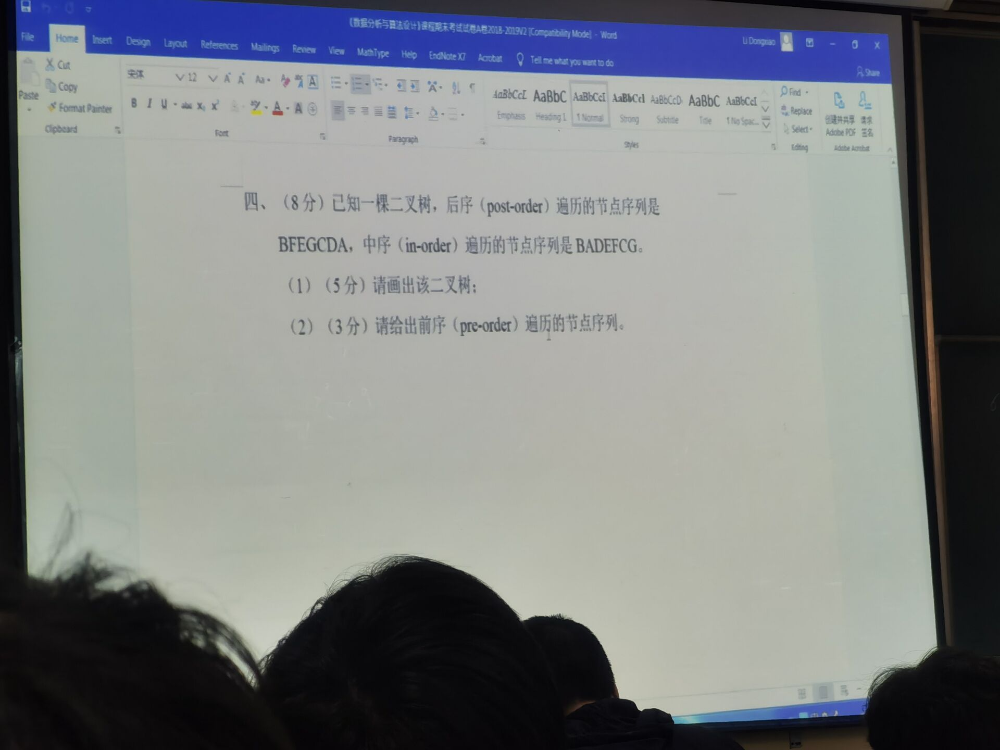 《数据分析与算法设计》课程期末考试试卷A卷2018-2019V2 [Compatibility Mode] - Word
Li Dongxiao
File Home Insert Design Layout References Mailings Review View MathType Help EndNote X7 Acrobat Tell me what you want to do
Share
Paste
Cut
Copy
Format Painter
Clipboard
宋体 12
Font
Paragraph
AaBbCcI AaBbC AaBbCcI AaBbCcI AaBbCcD AaBbC AaBbCcI
Emphasis Heading 1 ¶ Normal Strong Subtitle Title ¶ No Spac...
Styles
Find
Replace
Select
Editing
创建并共享 Adobe PDF
请求签名
Adobe Acrobat
四、（8分）已知一棵二叉树，后序（post-order）遍历的节点序列是
BFEGCDA，中序（in-order）遍历的节点序列是 BADEFCG。
（1）（5分）请画出该二叉树；
（2）（3分）请给出前序（pre-order）遍历的节点序列。